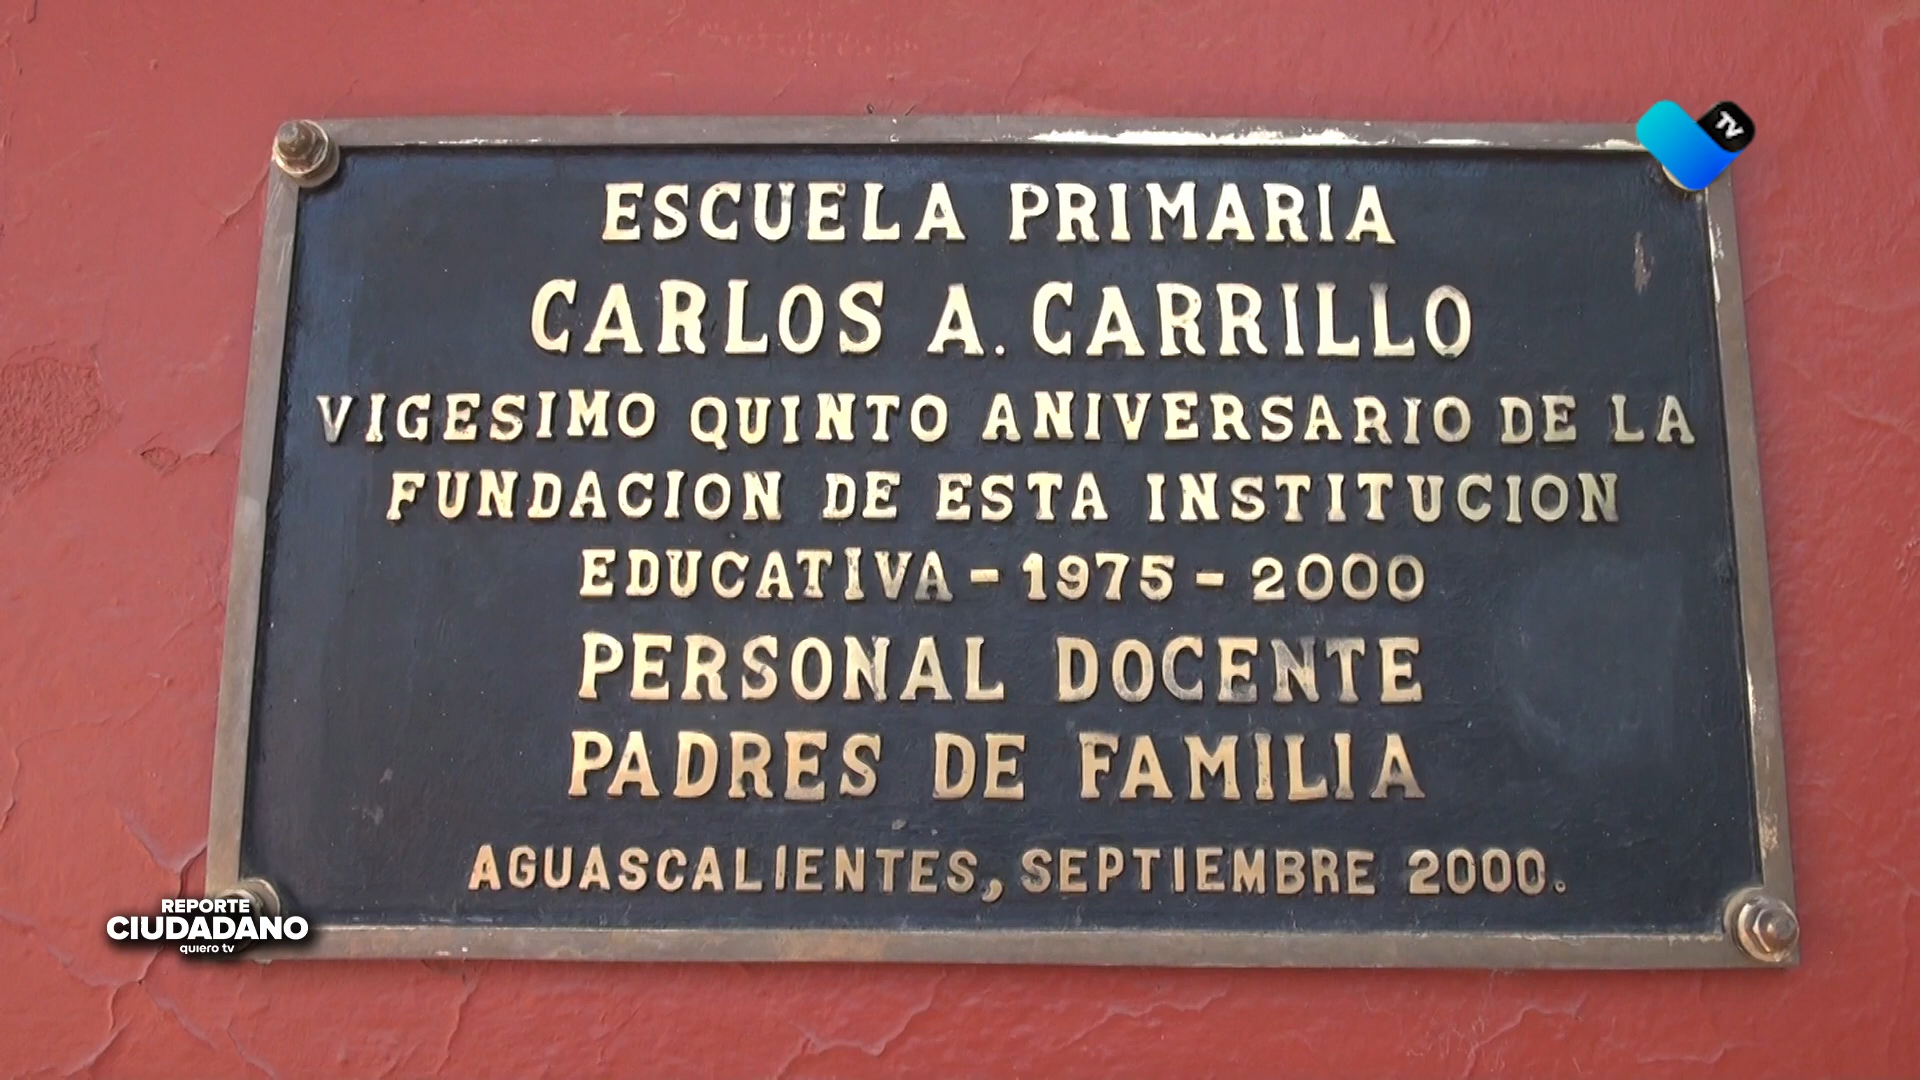 TV
ESCUELA PRIMARIA
CARLOS A. CARRILLO
VIGESIMO QUINTO ANIVERSARIO DE LA
FUNDACION DE ESTA INSTITUCION
EDUCATIVA - 1975 - 2000
PERSONAL DOCENTE
PADRES DE FAMILIA
AGUASCALIENTES, SEPTIEMBRE 2000.
REPORTE
CIUDADANO
quiero tv